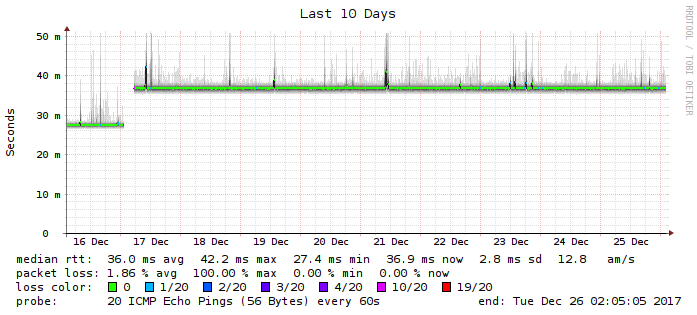 Last 10 Days
RRDTOOL / TOBI OETIKER
Seconds
50 m
40 m
30 m
20 m
10 m
0
16 Dec 17 Dec 18 Dec 19 Dec 20 Dec 21 Dec 22 Dec 23 Dec 24 Dec 25 Dec
median rtt: 36.0 ms avg 42.2 ms max 27.4 ms min 36.9 ms now 2.8 ms sd 12.8 am/s
packet loss: 1.86 % avg 100.00 % max 0.00 % min 0.00 % now
loss color: 0 1/20 2/20 3/20 4/20 10/20 19/20
probe: 20 ICMP Echo Pings (56 Bytes) every 60s end: Tue Dec 26 02:05:05 2017